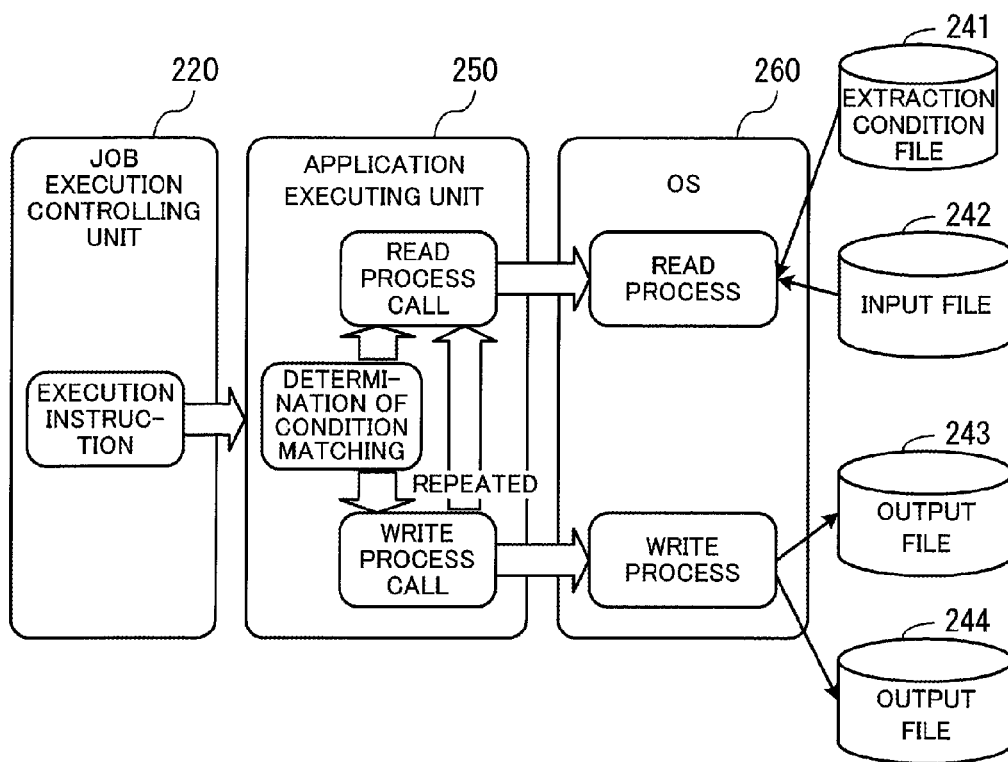 220
250
260
241
JOB
EXECUTION
CONTROLLING
UNIT
EXECUTION
INSTRUC-
TION
APPLICATION
EXECUTING UNIT
READ
PROCESS
CALL
DETERMI-
NATION OF
CONDITION
MATCHING
REPEATED
WRITE
PROCESS
CALL
OS
READ
PROCESS
WRITE
PROCESS
EXTRACTION
CONDITION
FILE
242
INPUT FILE
243
OUTPUT
FILE
244
OUTPUT
FILE